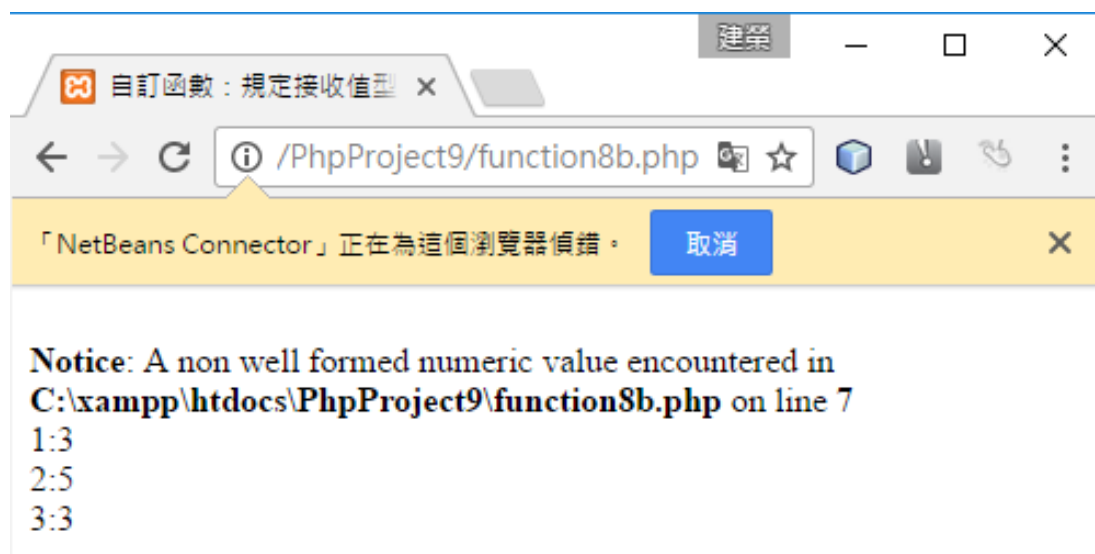 建榮
自訂函數：規定接收值型
/PhpProject9/function8b.php
「NetBeans Connector」正在為這個瀏覽器偵錯。 取消
Notice: A non well formed numeric value encountered in
C:\xampp\htdocs\PhpProject9\function8b.php on line 7
1:3
2:5
3:3